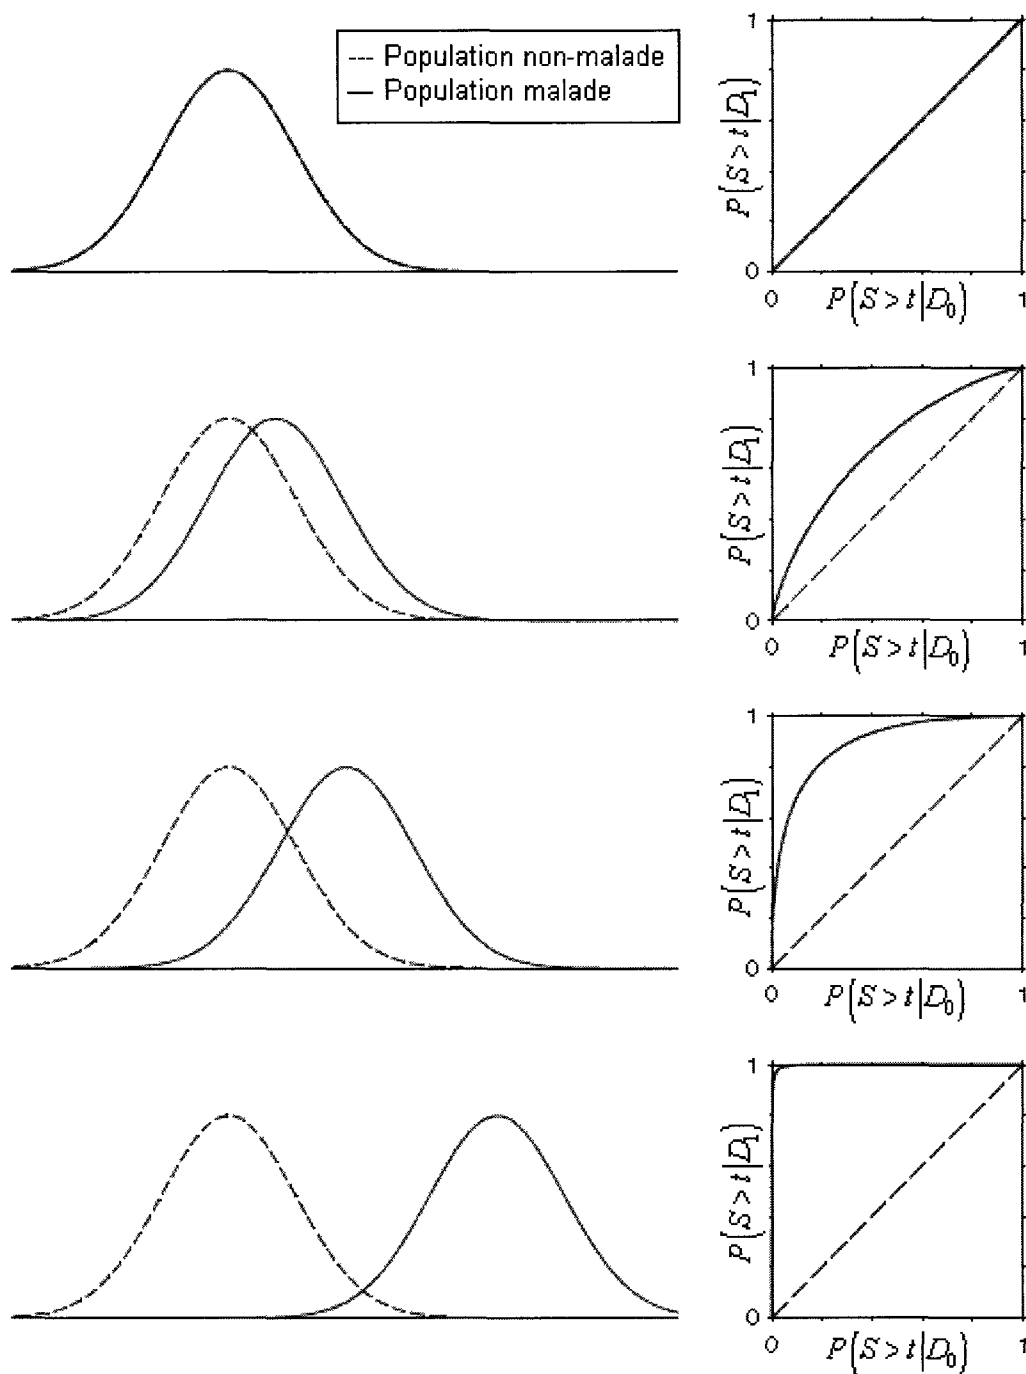 --- Population non-malade
— Population malade
1
P(S>t|D₁)
0
0 P(S>t|D₀) 1
1
P(S>t|D₁)
0
0 P(S>t|D₀) 1
1
P(S>t|D₁)
0
0 P(S>t|D₀) 1
1
P(S>t|D₁)
0
0 P(S>t|D₀) 1